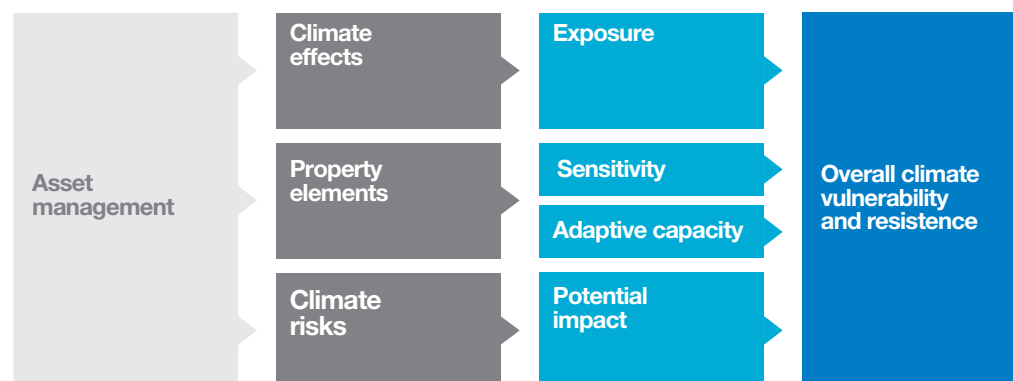 Asset
management
Climate
effects
Property
elements
Climate
risks
Exposure
Sensitivity
Adaptive capacity
Potential
impact
Overall climate
vulnerability
and resistence